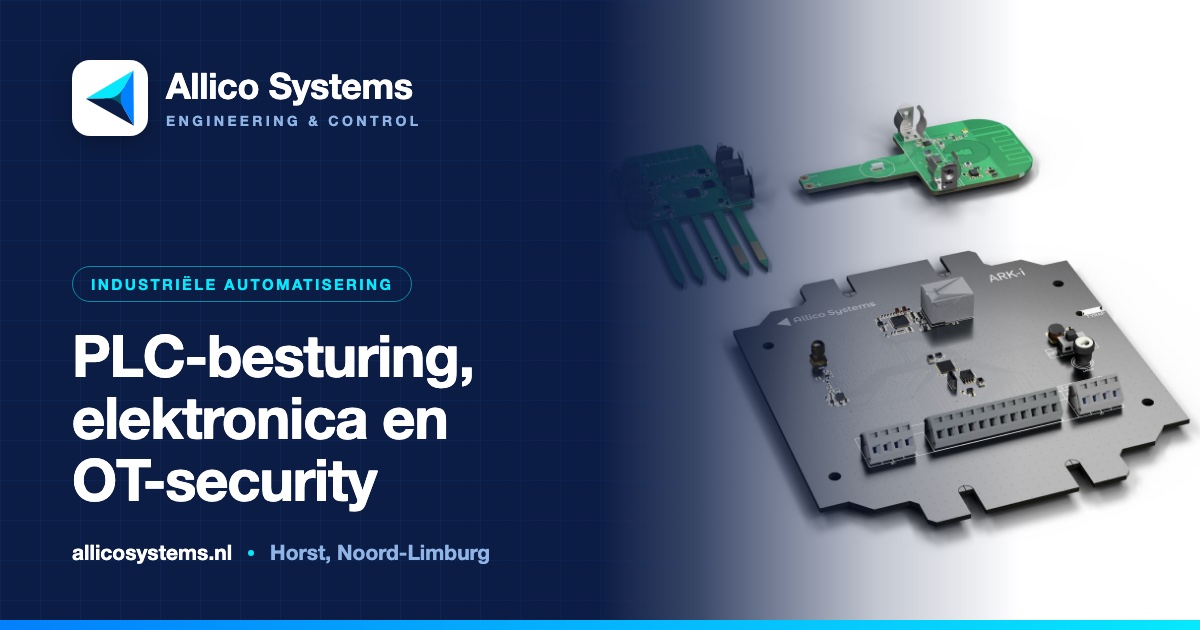 Allico Systems
ENGINEERING & CONTROL
INDUSTRIËLE AUTOMATISERING
PLC-besturing,
elektronica en
OT-security
allicosystems.nl • Horst, Noord-Limburg
Allico Systems
ARK-i